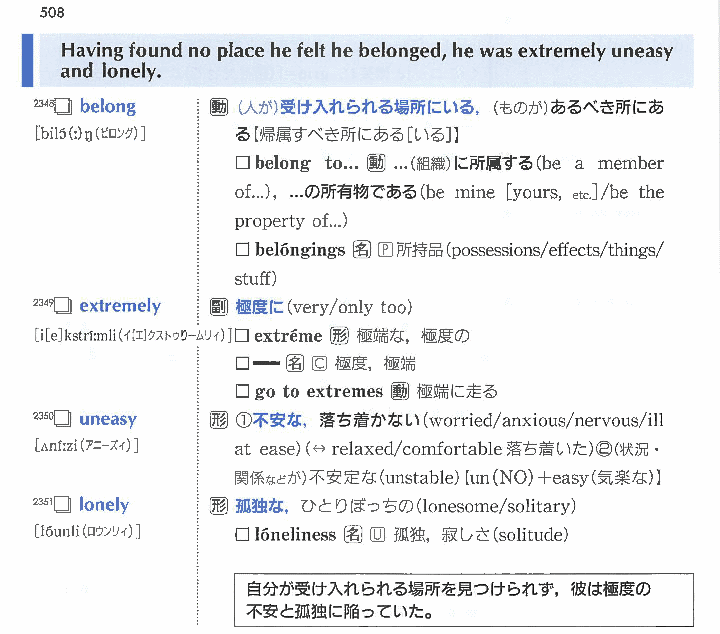 508
Having found no place he felt he belonged, he was extremely uneasy
and lonely.
2348□ belong 動 (人が)受け入れられる場所にいる, (ものが)あるべき所にあ
[bilɔ́(ː)ŋ(ビロング)] る【帰属すべき所にある[いる]】
□ belong to... 動 ...(組織)に所属する(be a member
of...), ...の所有物である(be mine [yours, etc.]/be the
property of...)
□ belóngings 名 P 所持品(possessions/effects/things/
stuff)
2349□ extremely 副 極度に(very/only too)
[i[e]kstríːmli(イ[エ]クストゥリームリィ)] □ extréme 形 極端な, 極度の
□ ━ 名 C 極度, 極端
□ go to extremes 動 極端に走る
2350□ uneasy 形 ①不安な, 落ち着かない(worried/anxious/nervous/ill
[ʌníːzi(アニーズィ)] at ease)(↔ relaxed/comfortable 落ち着いた)②(状況・
関係などが)不安定な(unstable)【un(NO)+easy(気楽な)】
2351□ lonely 形 孤独な, ひとりぼっちの(lonesome/solitary)
[lóunli(ロウンリィ)] □ lóneliness 名 U 孤独, 寂しさ(solitude)
自分が受け入れられる場所を見つけられず, 彼は極度の
不安と孤独に陥っていた。